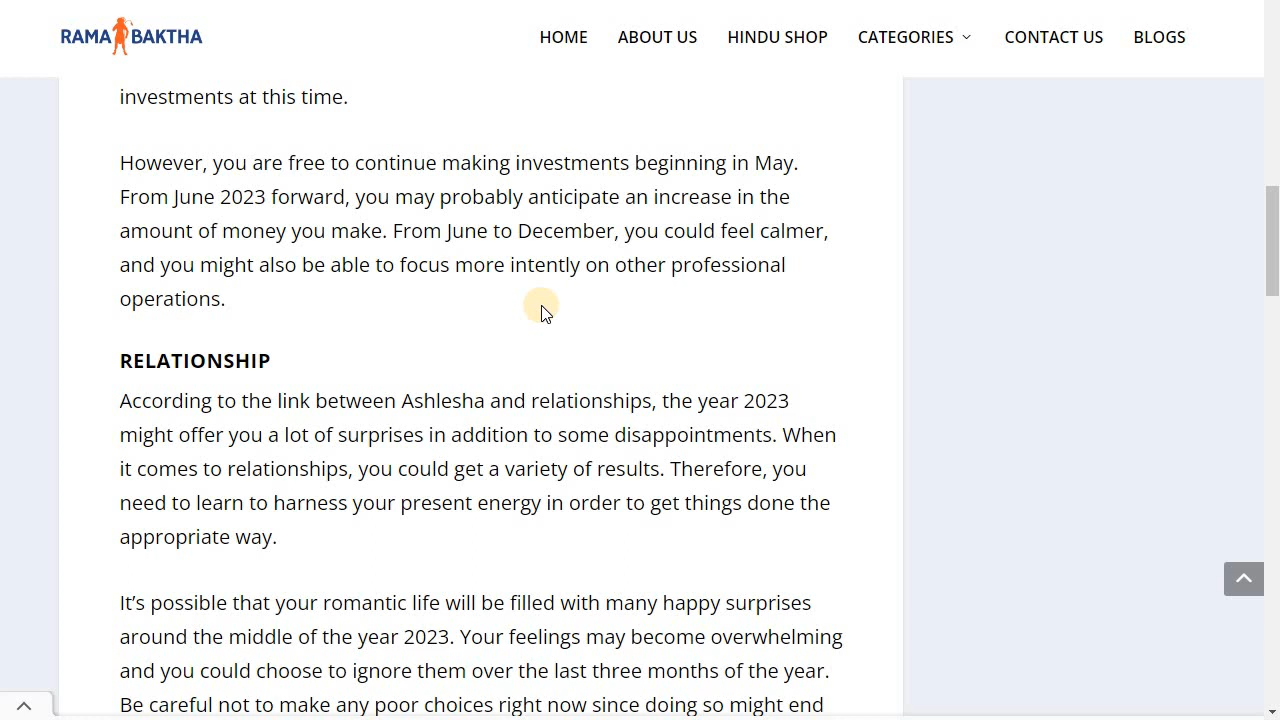 RAMA BAKTHA
HOME ABOUT US HINDU SHOP CATEGORIES CONTACT US BLOGS
investments at this time.
However, you are free to continue making investments beginning in May.
From June 2023 forward, you may probably anticipate an increase in the
amount of money you make. From June to December, you could feel calmer,
and you might also be able to focus more intently on other professional
operations.
RELATIONSHIP
According to the link between Ashlesha and relationships, the year 2023
might offer you a lot of surprises in addition to some disappointments. When
it comes to relationships, you could get a variety of results. Therefore, you
need to learn to harness your present energy in order to get things done the
appropriate way.
It’s possible that your romantic life will be filled with many happy surprises
around the middle of the year 2023. Your feelings may become overwhelming
and you could choose to ignore them over the last three months of the year.
Be careful not to make any poor choices right now since doing so might end